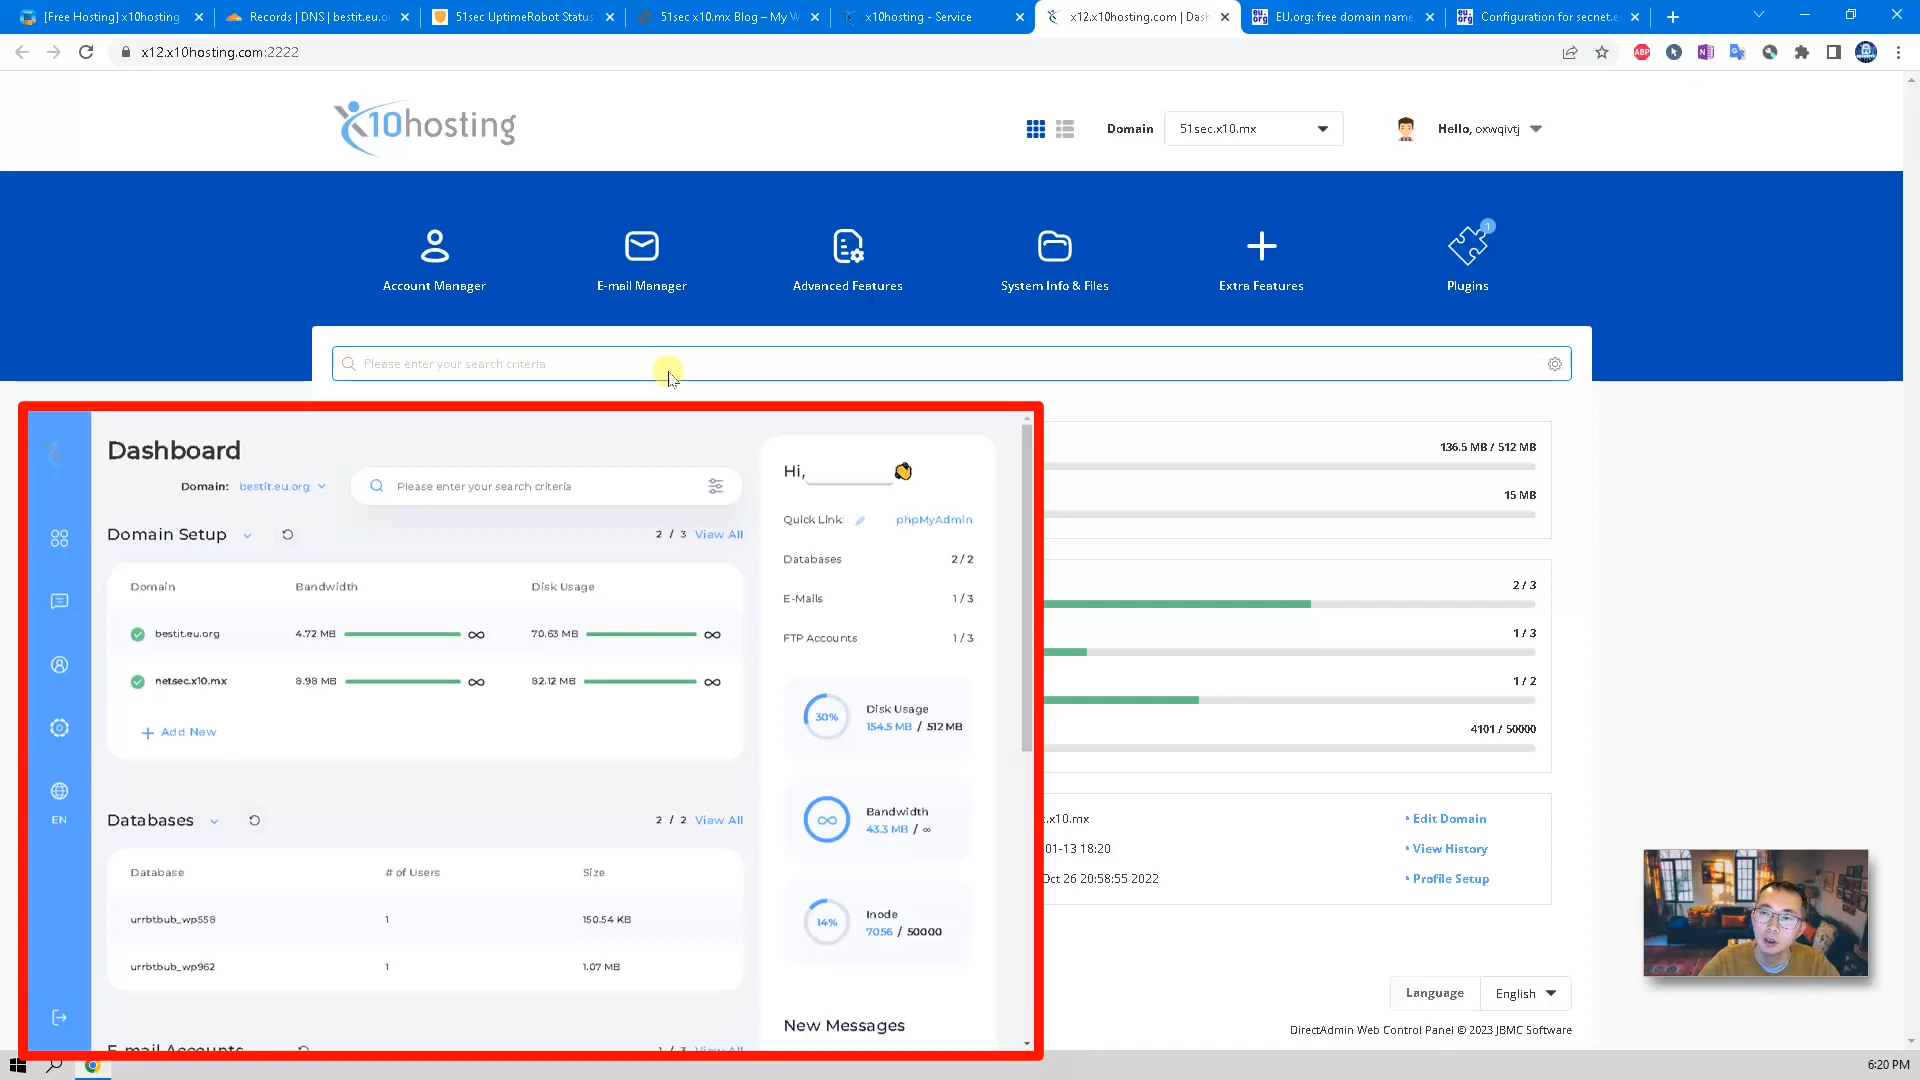 [Free Hosting] x10hosting
Records | DNS | bestit.eu.o
51sec UptimeRobot Status
51sec x10.mx Blog – My W
x10hosting - Service
x12.x10hosting.com | Dash
EU.org: free domain name
Configuration for secnet.e
x12.x10hosting.com:2222
ABP
x10hosting
Domain
51sec.x10.mx
Hello, oxwqivtj
1
Account Manager
E-mail Manager
Advanced Features
System Info & Files
Extra Features
Plugins
Please enter your search criteria
136.5 MB / 512 MB
15 MB
2 / 3
1 / 3
1 / 2
4101 / 50000
.x10.mx
01-13 18:20
Oct 26 20:58:55 2022
• Edit Domain
• View History
• Profile Setup
Language
English
DirectAdmin Web Control Panel © 2023 JBMC Software
Dashboard
Domain: bestit.eu.org
Please enter your search criteria
Domain Setup
2 / 3 View All
Domain Bandwidth Disk Usage
bestit.eu.org 4.72 MB ∞ 70.63 MB ∞
netsec.x10.mx 8.98 MB ∞ 82.12 MB ∞
+ Add New
Databases
2 / 2 View All
Database # of Users Size
urrbtbub_wp558 1 150.54 KB
urrbtbub_wp962 1 1.07 MB
E-mail Accounts
1 / 3 View All
EN
Hi,
Quick Link: phpMyAdmin
Databases 2 / 2
E-Mails 1 / 3
FTP Accounts 1 / 3
30%
Disk Usage
154.5 MB / 512 MB
∞
Bandwidth
43.3 MB / ∞
14%
Inode
7056 / 50000
New Messages
6:20 PM